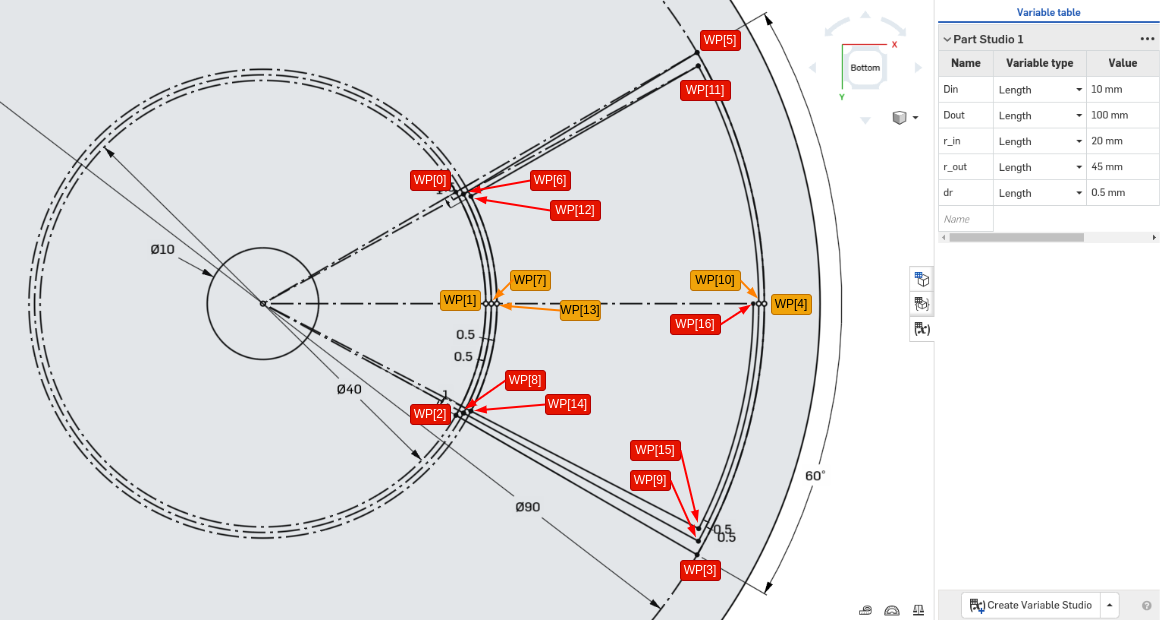 WP[5]
WP[11]
WP[0]
WP[6]
WP[12]
Ø10
WP[7]
WP[1]
WP[13]
WP[10]
WP[4]
WP[16]
0.5
0.5
1
1
WP[8]
WP[14]
WP[2]
Ø40
WP[15]
WP[9]
60°
Ø90
0.5
0.5
WP[3]
Bottom
X
Y
Variable table
Part Studio 1
Name Variable type Value
Din Length 10 mm
Dout Length 100 mm
r_in Length 20 mm
r_out Length 45 mm
dr Length 0.5 mm
Name
(x)
(x) Create Variable Studio